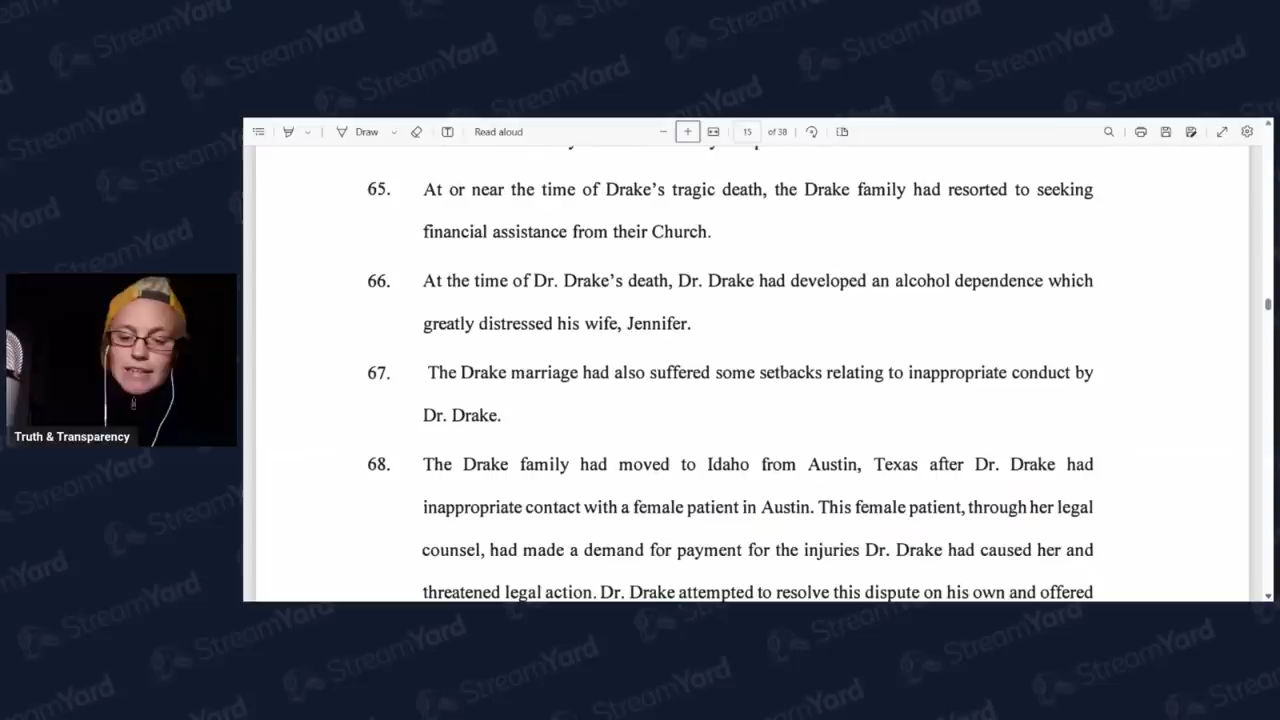 Draw
Read aloud
15 of 38
65. At or near the time of Drake's tragic death, the Drake family had resorted to seeking
financial assistance from their Church.
66. At the time of Dr. Drake's death, Dr. Drake had developed an alcohol dependence which
greatly distressed his wife, Jennifer.
67. The Drake marriage had also suffered some setbacks relating to inappropriate conduct by
Dr. Drake.
68. The Drake family had moved to Idaho from Austin, Texas after Dr. Drake had
inappropriate contact with a female patient in Austin. This female patient, through her legal
counsel, had made a demand for payment for the injuries Dr. Drake had caused her and
threatened legal action. Dr. Drake attempted to resolve this dispute on his own and offered
Truth & Transparency
StreamYard